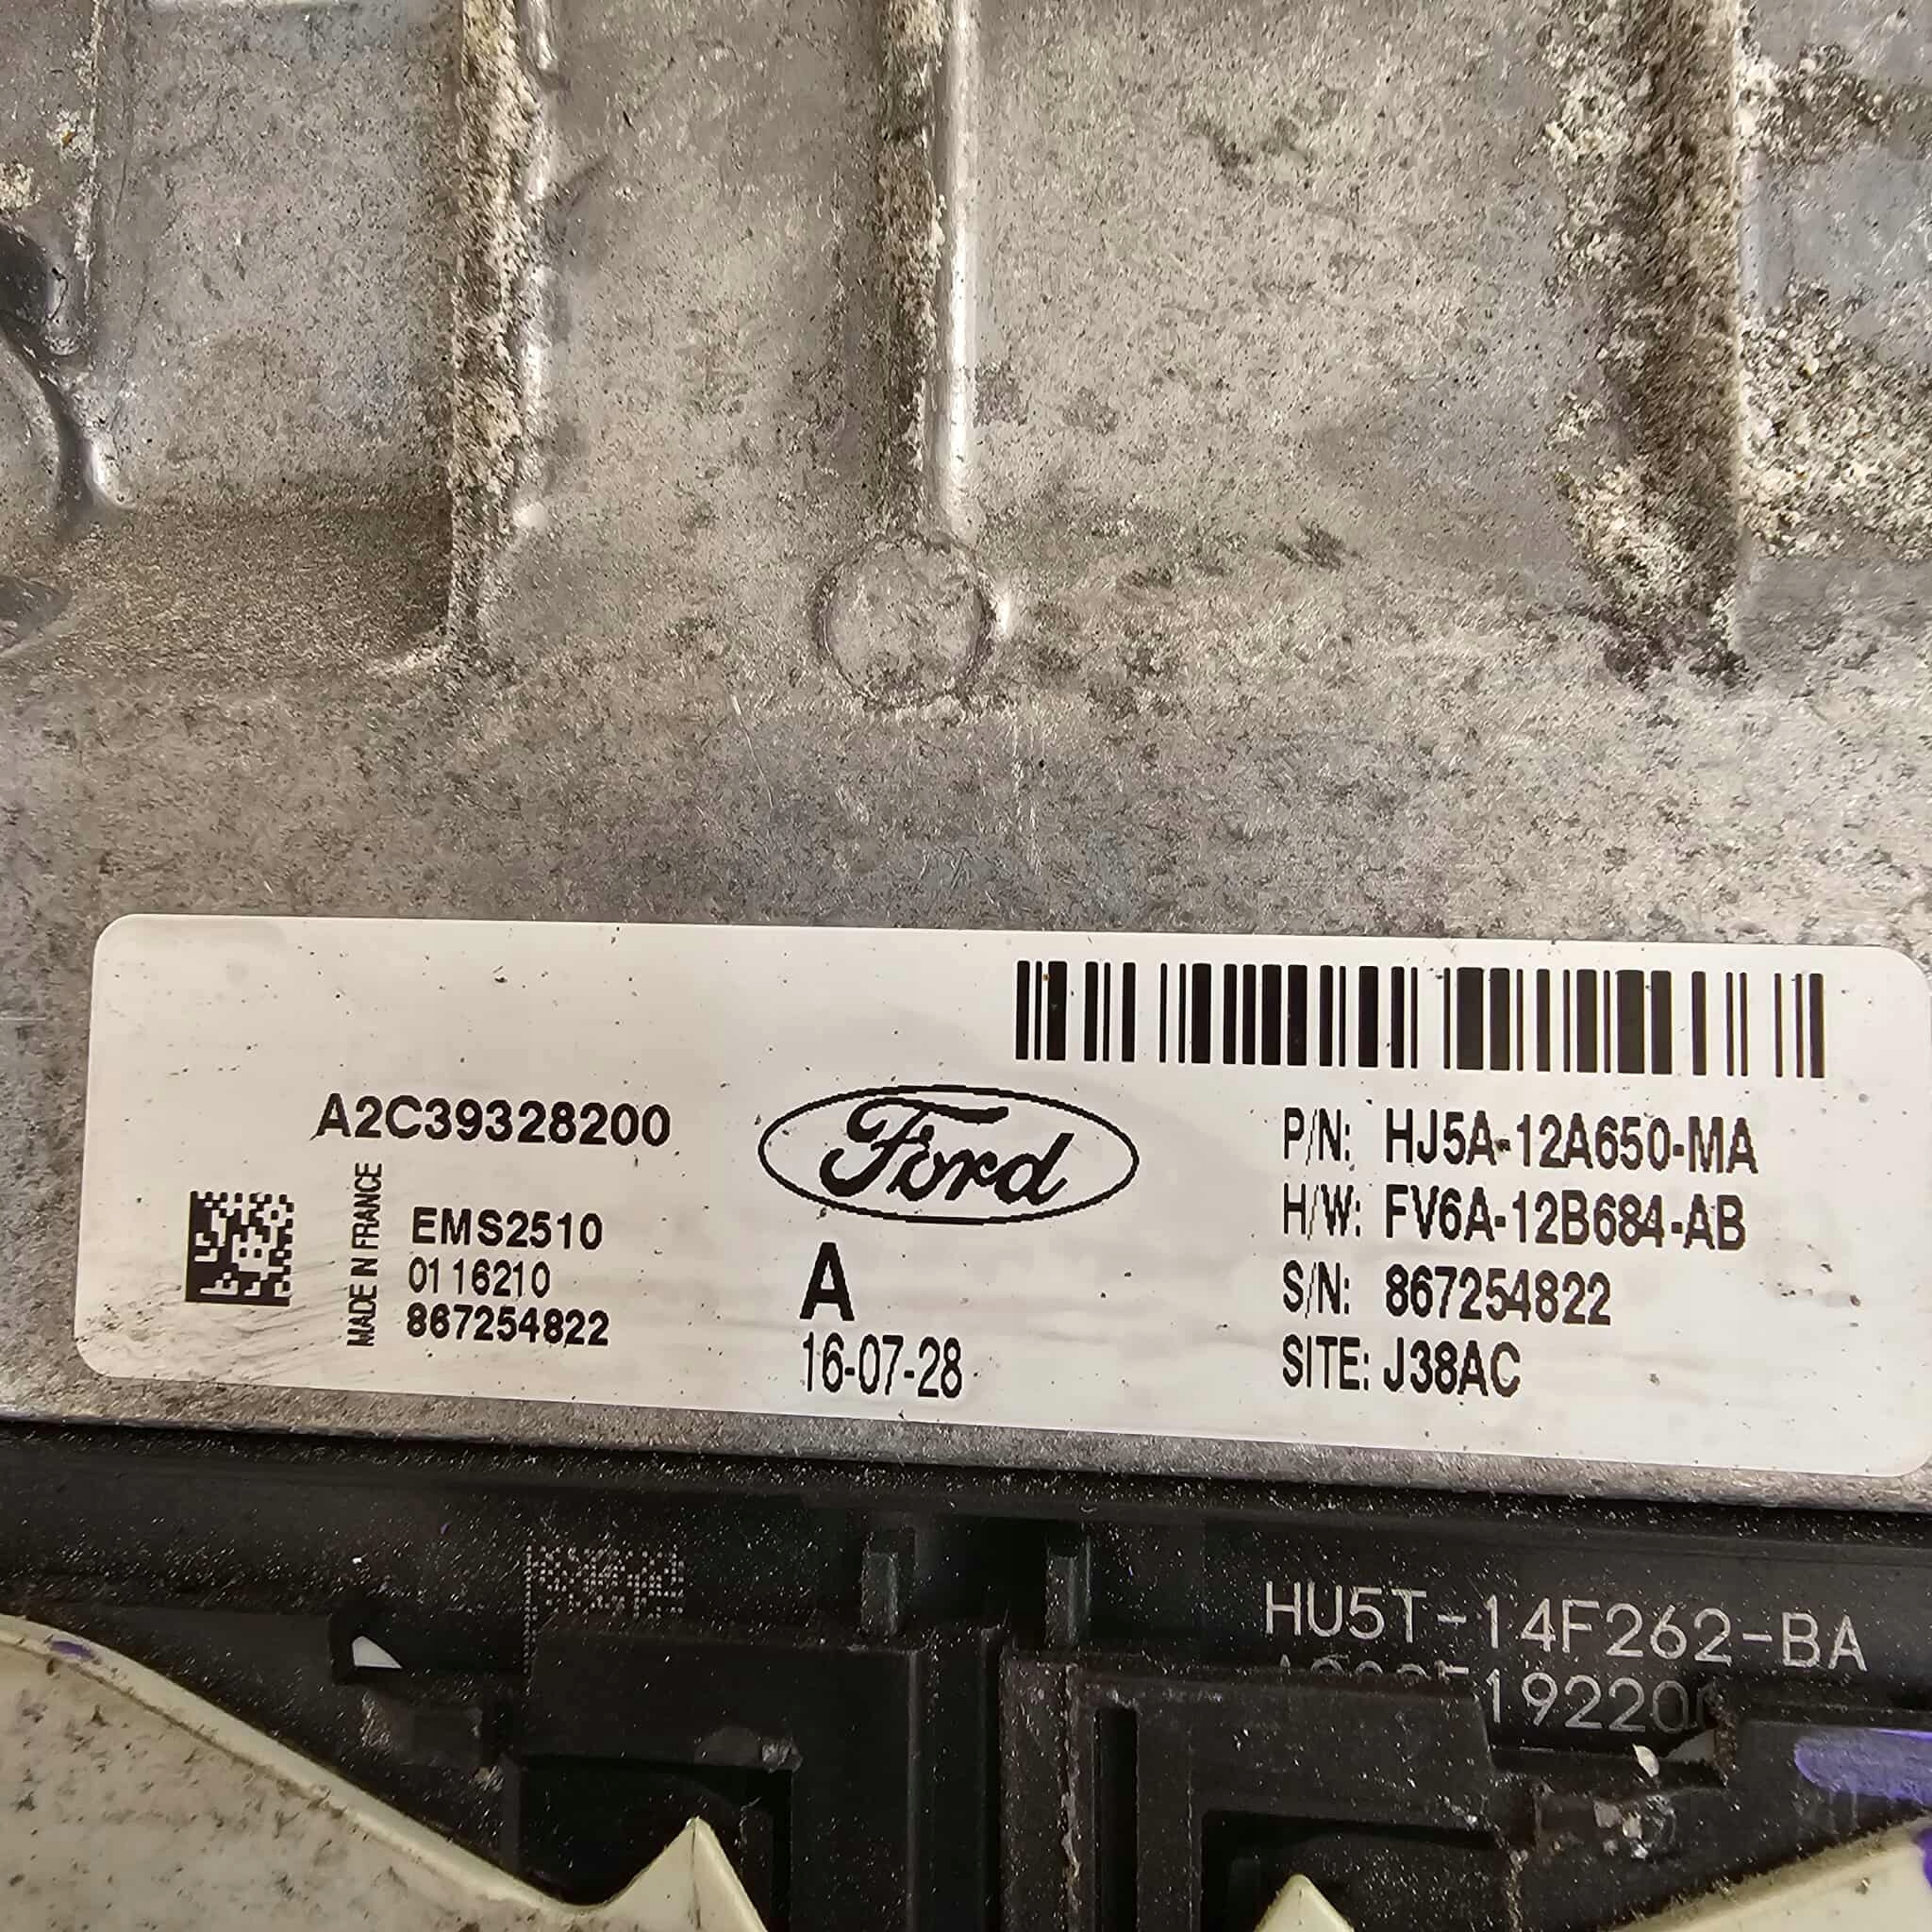 A2C39328200
MADE IN FRANCE
EMS2510
01 16210
867254822
Ford
A
16-07-28
P/N: HJ5A-12A650-MA
H/W: FV6A-12B684-AB
S/N: 867254822
SITE: J38AC
HU5T-14F262-BA